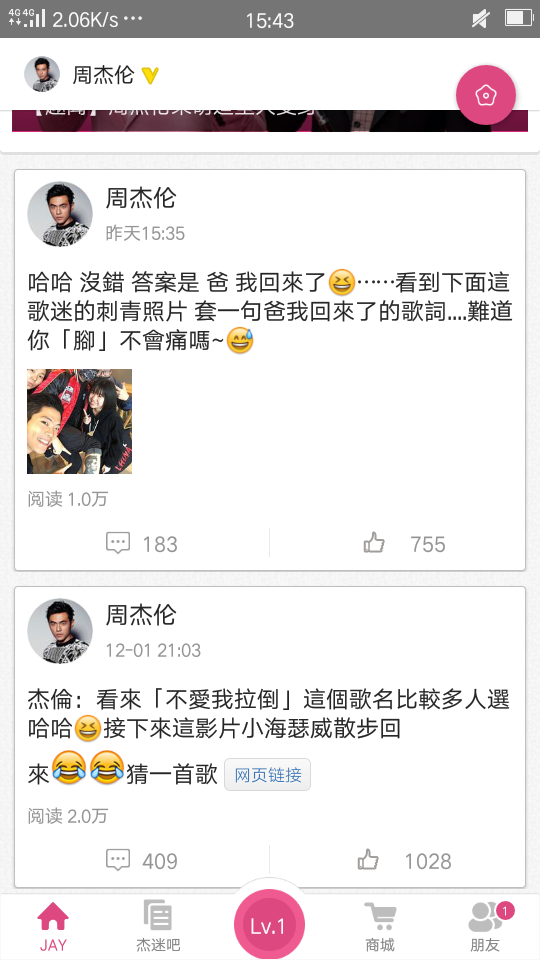 4G 4G 2.06K/s ··· 15:43
周杰伦
周杰伦
昨天15:35
哈哈 沒錯 答案是 爸 我回來了😆……看到下面這
歌迷的刺青照片 套一句爸我回來了的歌詞....難道
你「腳」不會痛嗎~😅
阅读 1.0万
183 755
周杰伦
12-01 21:03
杰倫：看來「不愛我拉倒」這個歌名比較多人選
哈哈😆接下來這影片小海瑟威散步回
來😂😂猜一首歌 网页链接
阅读 2.0万
409 1028
Lv.1
1
JAY 杰迷吧 商城 朋友